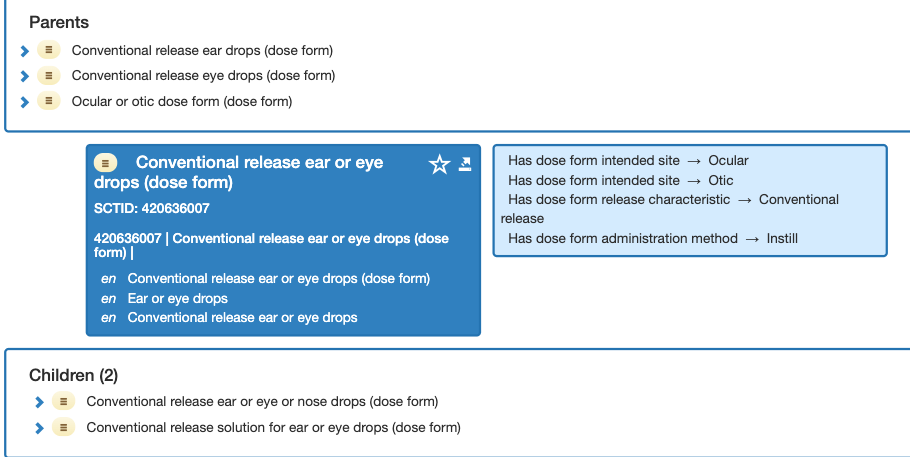 Parents
Conventional release ear drops (dose form)
Conventional release eye drops (dose form)
Ocular or otic dose form (dose form)
Conventional release ear or eye
drops (dose form)
SCTID: 420636007
420636007 | Conventional release ear or eye drops (dose
form) |
en Conventional release ear or eye drops (dose form)
en Ear or eye drops
en Conventional release ear or eye drops
Has dose form intended site → Ocular
Has dose form intended site → Otic
Has dose form release characteristic → Conventional
release
Has dose form administration method → Instill
Children (2)
Conventional release ear or eye or nose drops (dose form)
Conventional release solution for ear or eye drops (dose form)